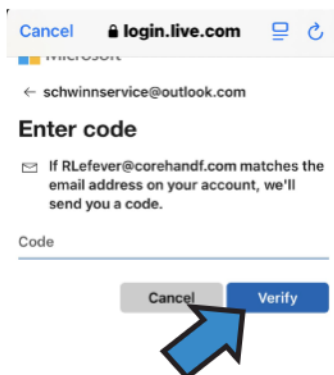 Cancel login.live.com
Microsoft
← schwinnservice@outlook.com
Enter code
If RLefever@corehandf.com matches the
email address on your account, we'll
send you a code.
Code
Cancel Verify